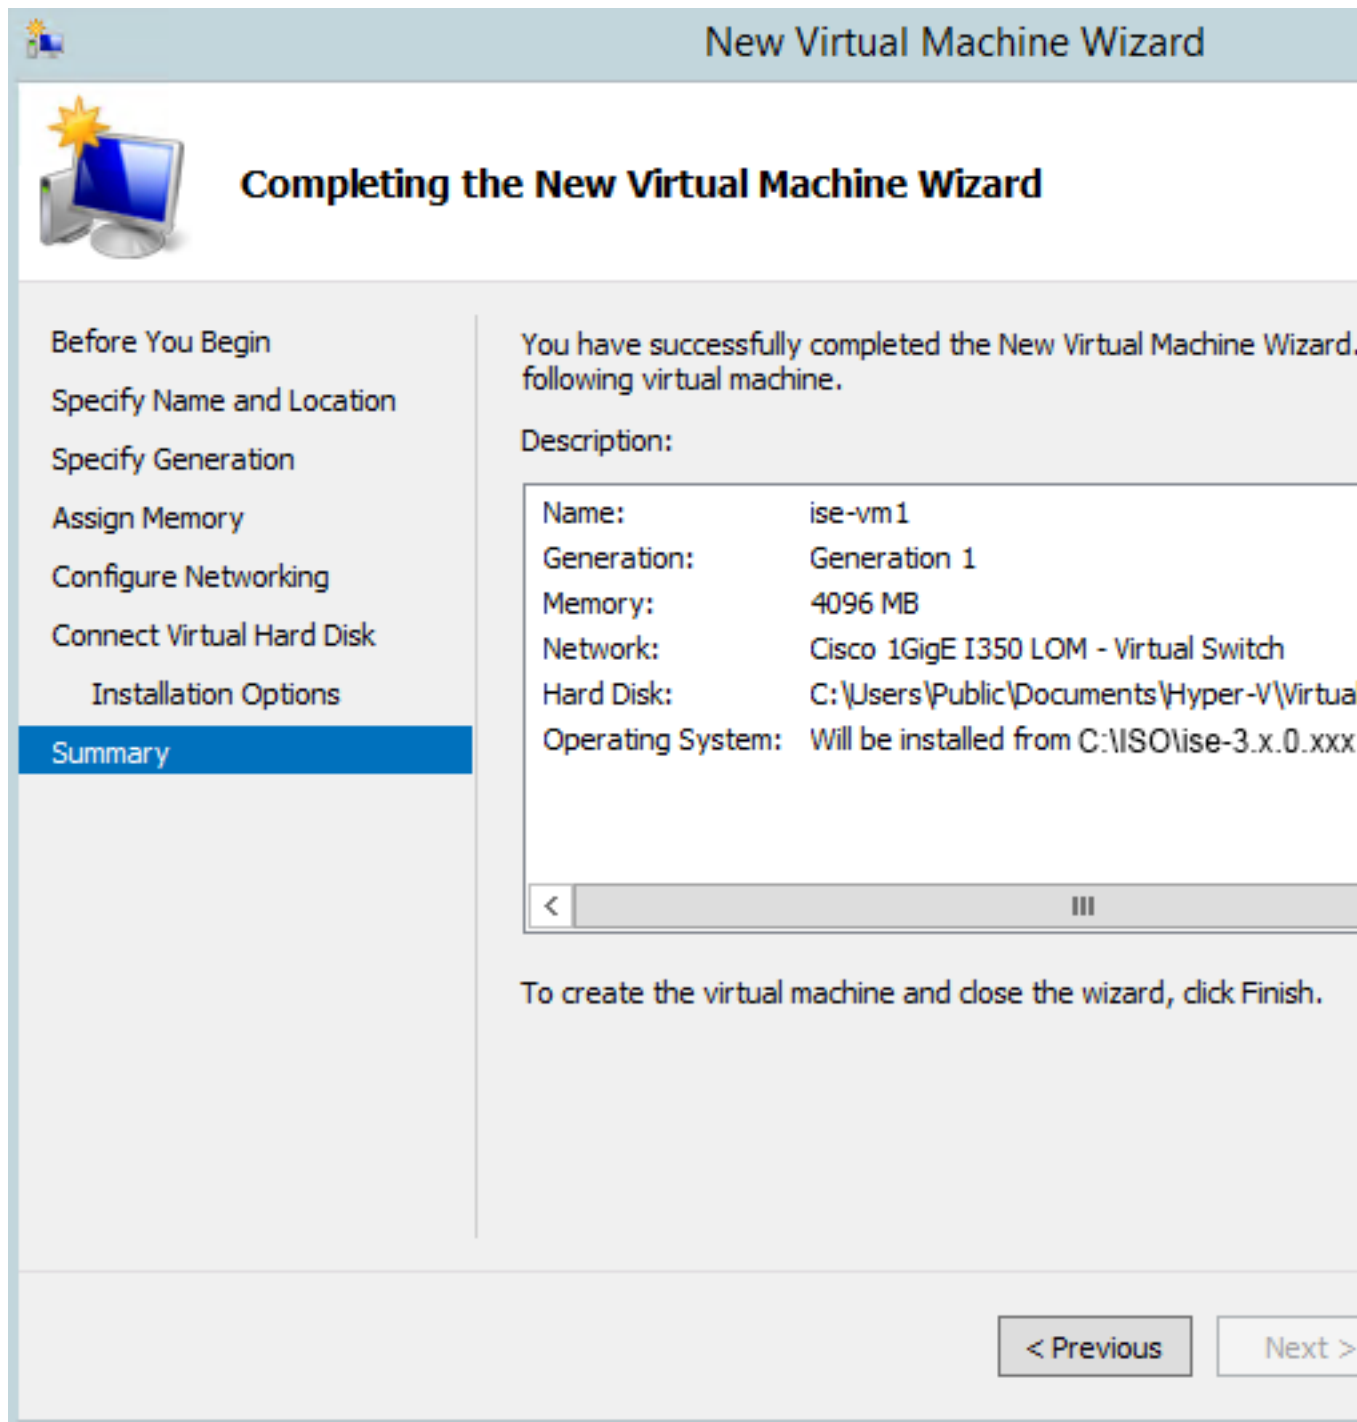 New Virtual Machine Wizard
Completing the New Virtual Machine Wizard
Before You Begin
Specify Name and Location
Specify Generation
Assign Memory
Configure Networking
Connect Virtual Hard Disk
Installation Options
Summary
You have successfully completed the New Virtual Machine Wizard.
following virtual machine.
Description:
Name: ise-vm1
Generation: Generation 1
Memory: 4096 MB
Network: Cisco 1GigE I350 LOM - Virtual Switch
Hard Disk: C:\Users\Public\Documents\Hyper-V\Virtual
Operating System: Will be installed from C:\ISO\ise-3.x.0.xxx
To create the virtual machine and close the wizard, click Finish.
< Previous
Next >